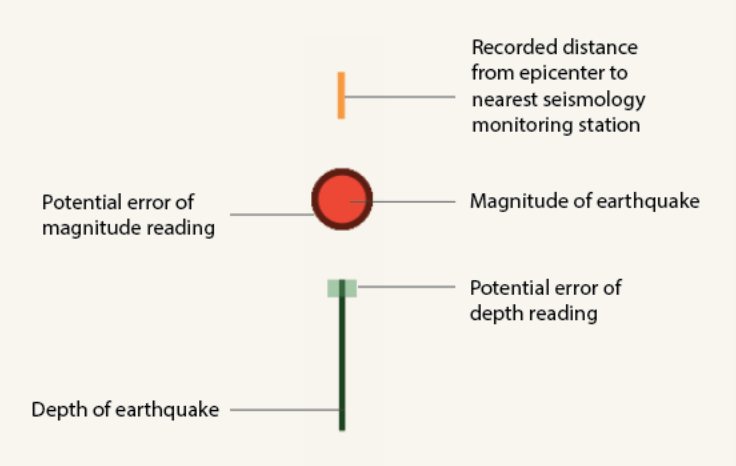 Recorded distance
from epicenter to
nearest seismology
monitoring station
Potential error of
magnitude reading
Magnitude of earthquake
Potential error of
depth reading
Depth of earthquake